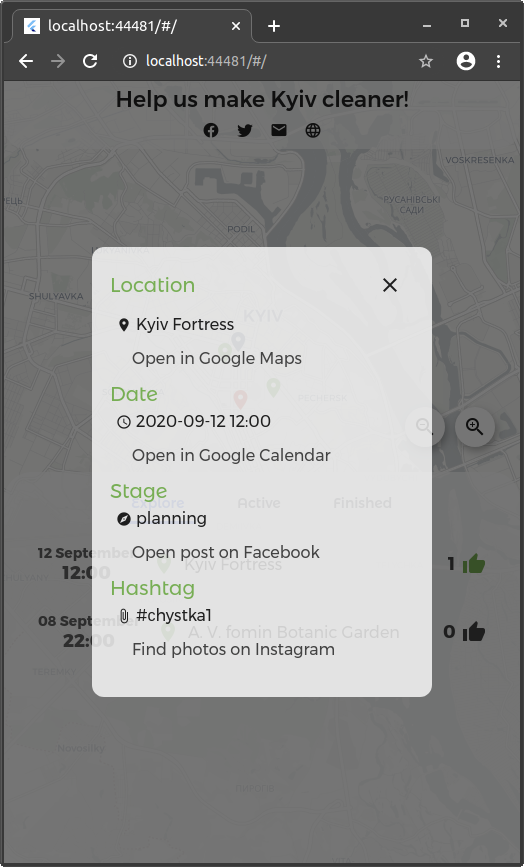 localhost:44481/#/
localhost:44481/#/
Help us make Kyiv cleaner!
VOSKRESENKA
РУСАНІВСЬКІ
САДИ
РЕЦЬ
PODIL
SHULYAVKA
KYIV
Location
Kyiv Fortress
Open in Google Maps
Date
2020-09-12 12:00
Open in Google Calendar
Stage
Explore
Active
Finished
planning
Open post on Facebook
12 September
12:00
Kyiv Fortress
1
Hashtag
#chystka1
08 September
22:00
A. V. fomin Botanic Garden
0
Find photos on Instagram